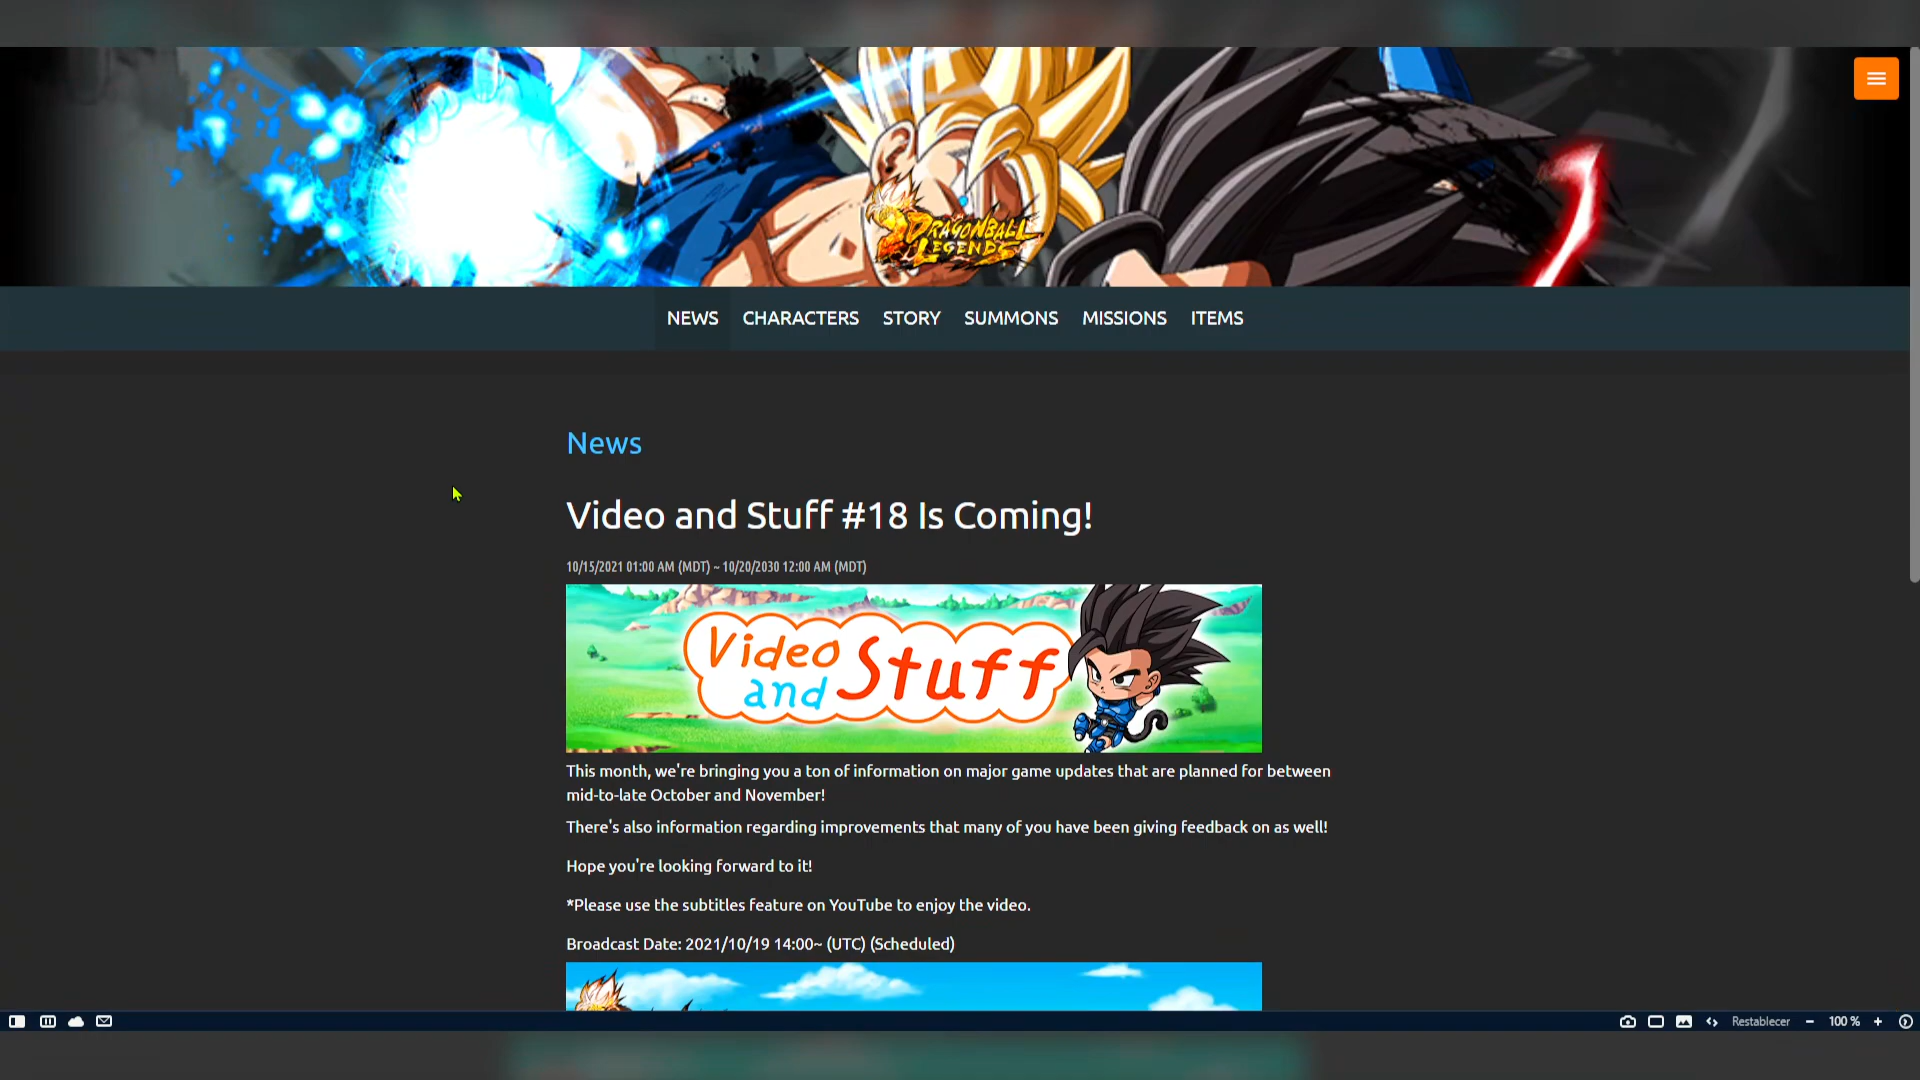 DRAGONBALL
LEGENDS
NEWS CHARACTERS STORY SUMMONS MISSIONS ITEMS
News
Video and Stuff #18 Is Coming!
10/15/2021 01:00 AM (MDT) ~ 10/20/2030 12:00 AM (MDT)
Video
and Stuff
This month, we're bringing you a ton of information on major game updates that are planned for between
mid-to-late October and November!
There's also information regarding improvements that many of you have been giving feedback on as well!
Hope you're looking forward to it!
*Please use the subtitles feature on YouTube to enjoy the video.
Broadcast Date: 2021/10/19 14:00~ (UTC) (Scheduled)
Restablecer − 100 % +